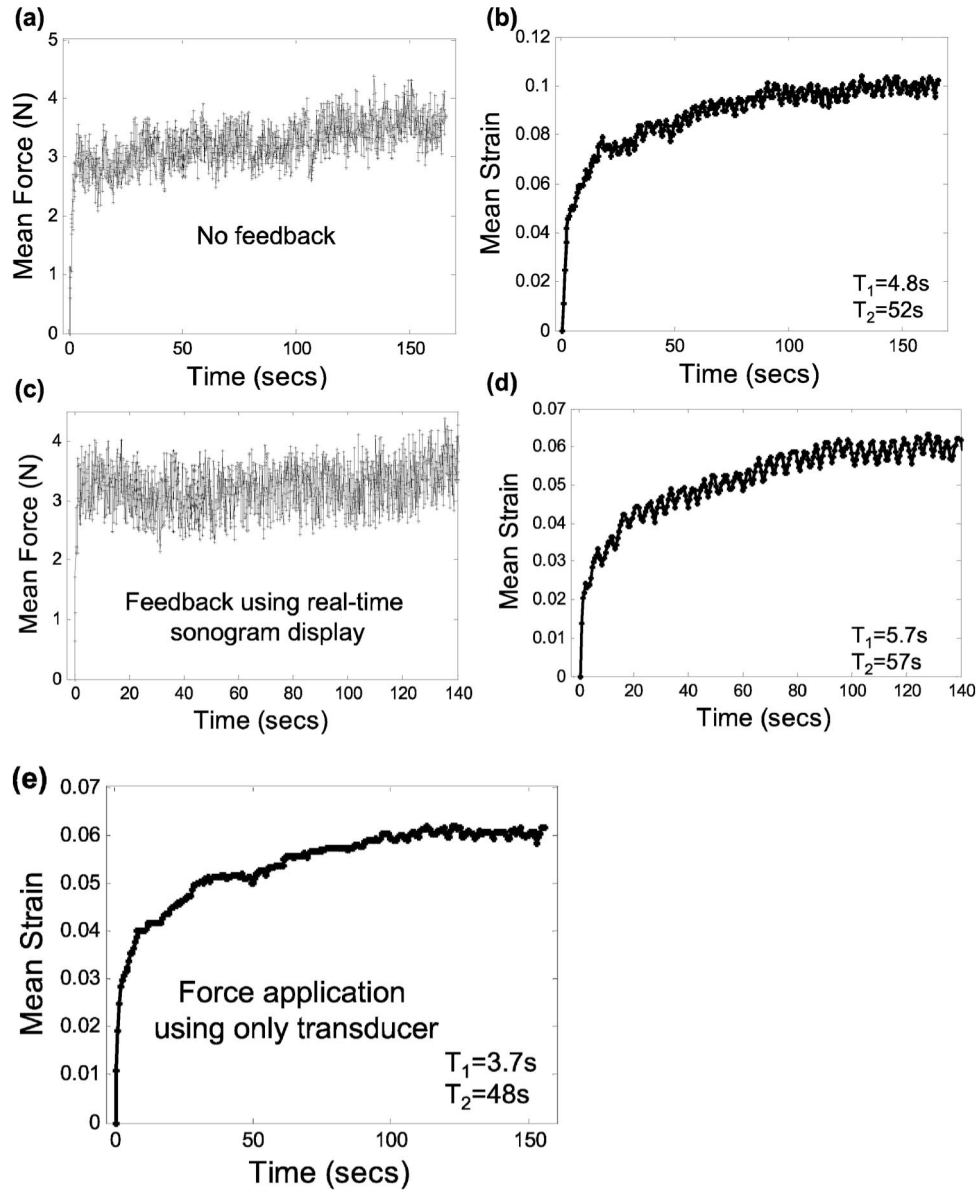 (a)
5
4
3
2
1
0
Mean Force (N)
No feedback
0 50 100 150
Time (secs)
(b)
0.12
0.1
0.08
0.06
0.04
0.02
0
Mean Strain
T1=4.8s
T2=52s
0 50 100 150
Time (secs)
(c)
4
3
2
1
0
Mean Force (N)
Feedback using real-time
sonogram display
0 20 40 60 80 100 120 140
Time (secs)
(d)
0.07
0.06
0.05
0.04
0.03
0.02
0.01
0
Mean Strain
T1=5.7s
T2=57s
0 20 40 60 80 100 120 140
Time (secs)
(e)
0.07
0.06
0.05
0.04
0.03
0.02
0.01
0
Mean Strain
Force application
using only transducer
T1=3.7s
T2=48s
0 50 100 150
Time (secs)